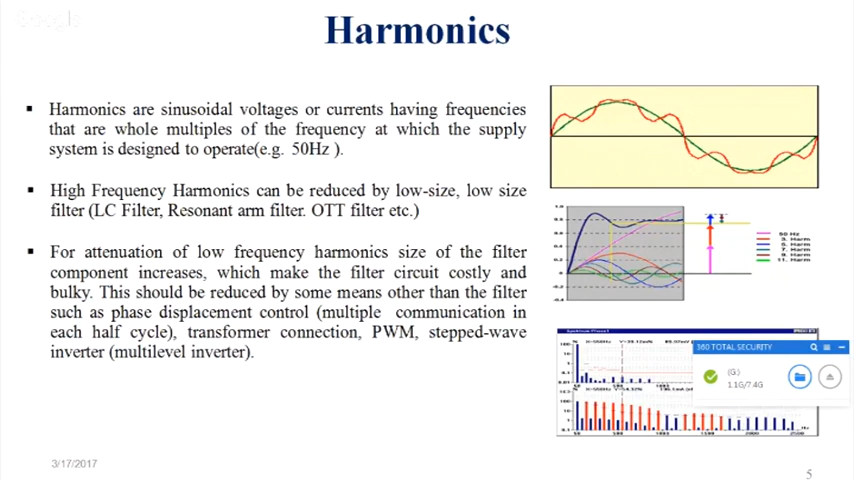 Google
Harmonics
▪ Harmonics are sinusoidal voltages or currents having frequencies
that are whole multiples of the frequency at which the supply
system is designed to operate(e.g. 50Hz ).
▪ High Frequency Harmonics can be reduced by low-size, low size
filter (LC Filter, Resonant arm filter. OTT filter etc.)
▪ For attenuation of low frequency harmonics size of the filter
component increases, which make the filter circuit costly and
bulky. This should be reduced by some means other than the filter
such as phase displacement control (multiple communication in
each half cycle), transformer connection, PWM, stepped-wave
inverter (multilevel inverter).
50 Hz
3. Harm
5. Harm
7. Harm
9. Harm
11. Harm
360 TOTAL SECURITY
(G:)
1.1G/7.4G
3/17/2017
5